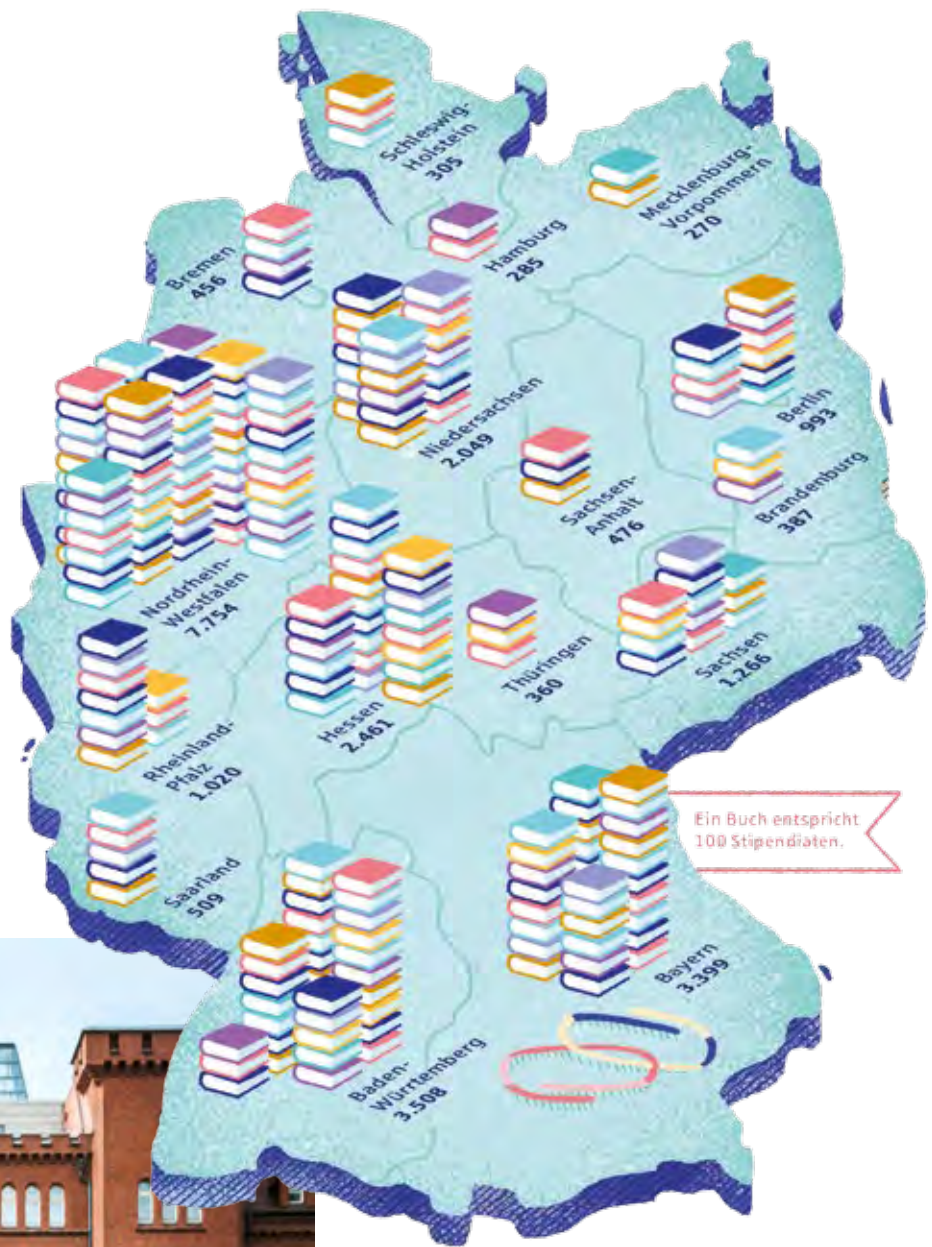 Schleswig-
Holstein
305
Mecklenburg-
Vorpommern
270
Bremen
456
Hamburg
285
Niedersachsen
2.049
Berlin
993
Brandenburg
387
Sachsen-
Anhalt
476
Nordrhein-
Westfalen
7.754
Hessen
2.461
Thüringen
360
Sachsen
1.266
Rheinland-
Pfalz
1.020
Saarland
509
Ein Buch entspricht
100 Stipendiaten.
Bayern
3.399
Baden-
Württemberg
3.508